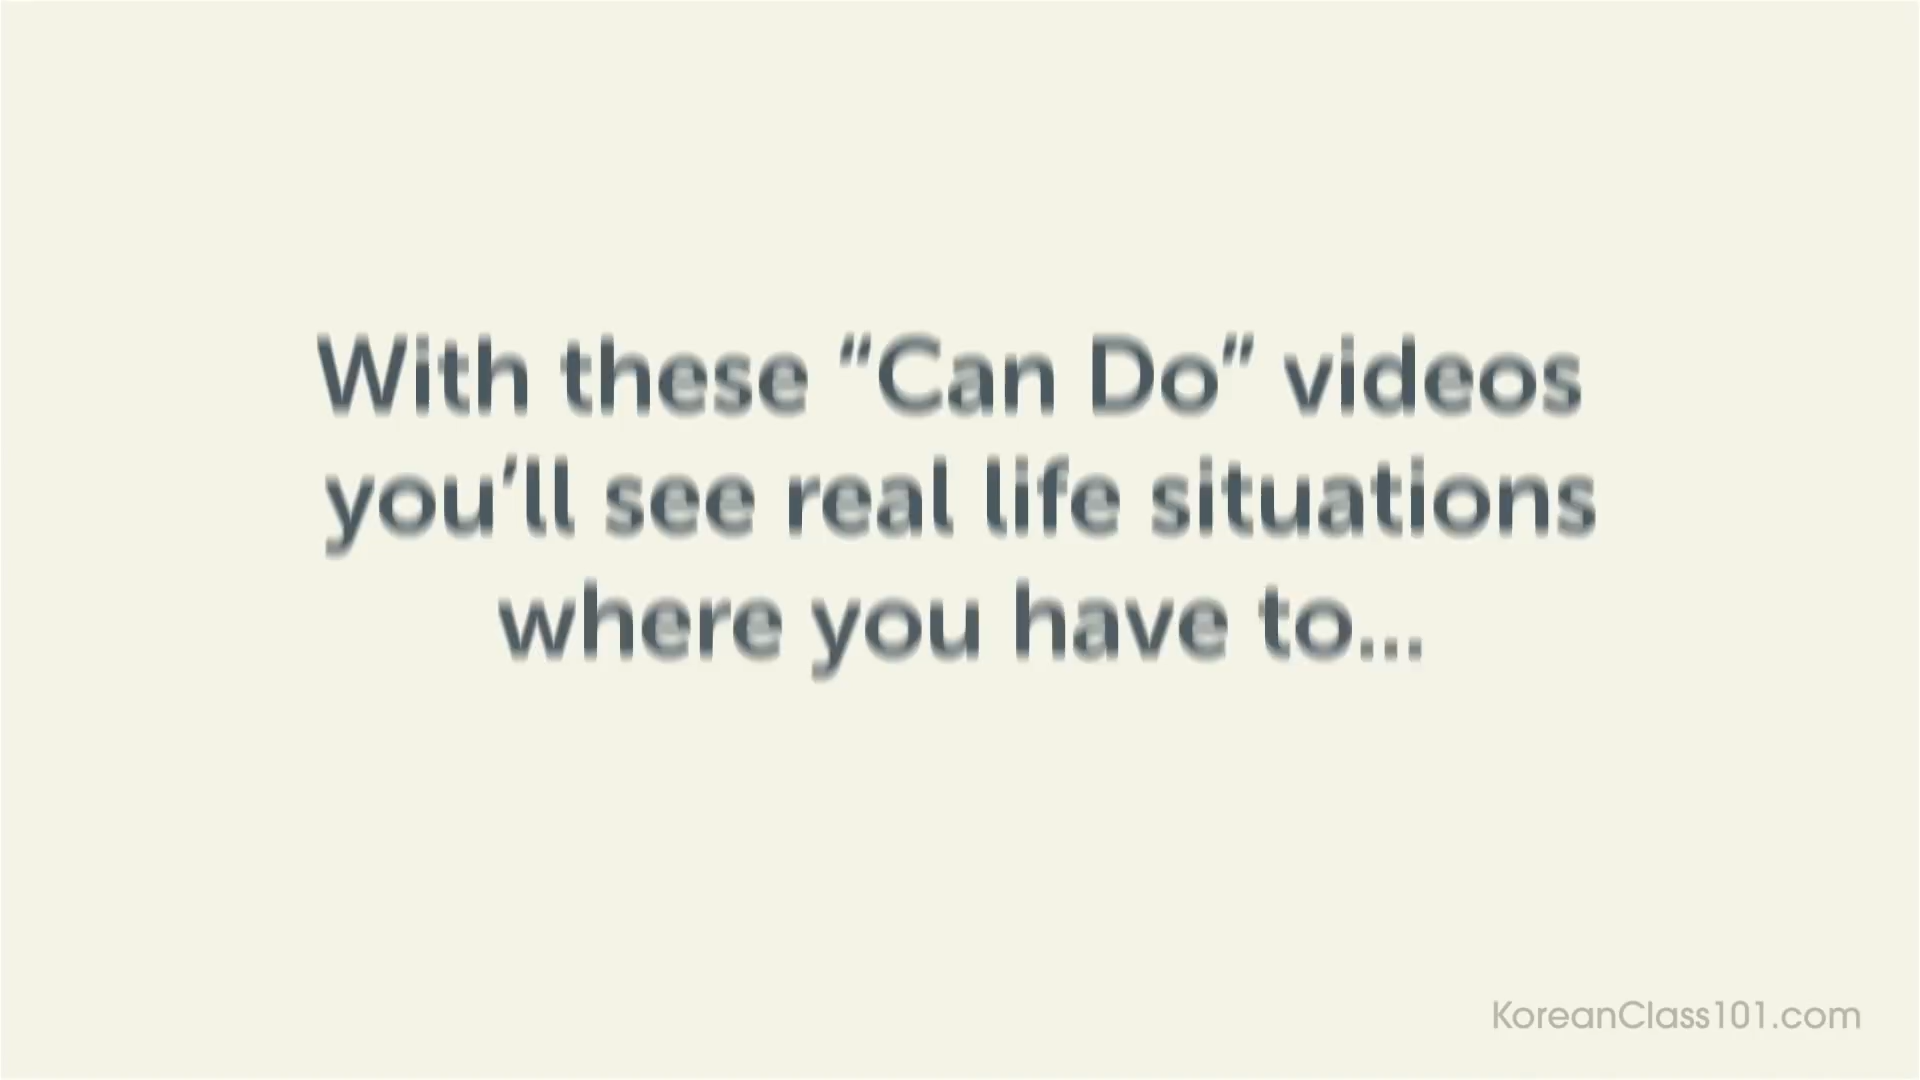 With these “Can Do” videos
you’ll see real life situations
where you have to...
KoreanClass101.com